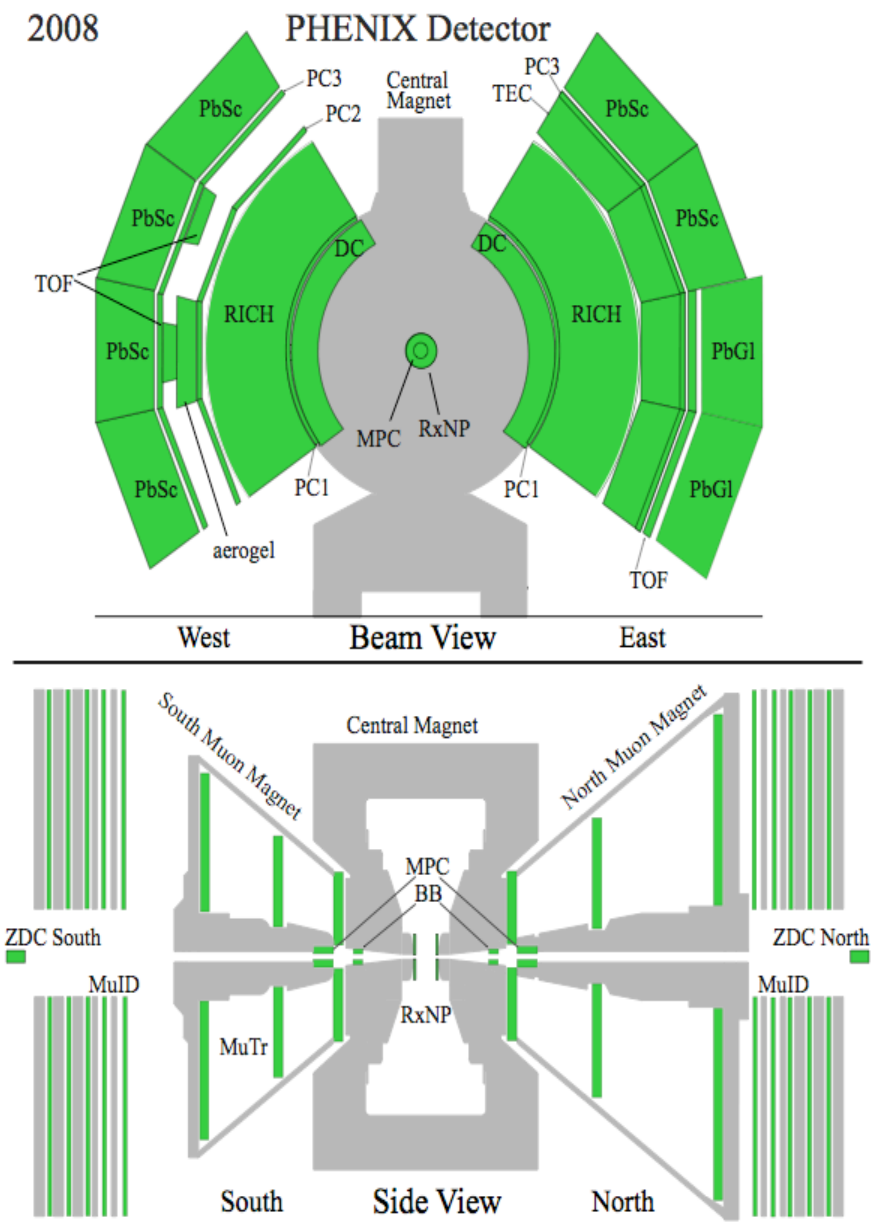 2008
PHENIX Detector
Central
Magnet
PC3
PC2
PbSc
PbSc
TOF
PbSc
PbSc
DC
RICH
PC1
aerogel
MPC
RxNP
PC3
TEC
PbSc
PbSc
DC
RICH
PbGl
PbGl
PC1
TOF
West
Beam View
East
South Muon Magnet
Central Magnet
North Muon Magnet
MPC
BB
ZDC South
ZDC North
MuID
MuID
RxNP
MuTr
South
Side View
North